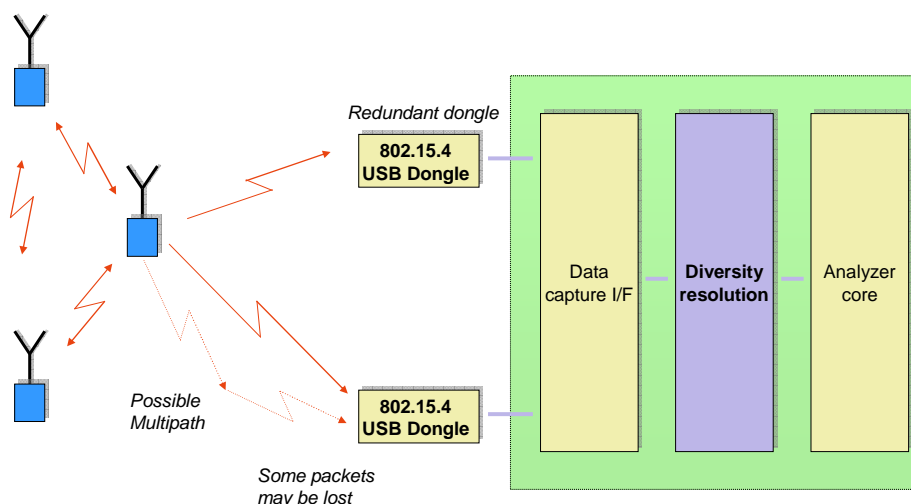 Redundant dongle
802.15.4
USB Dongle
Data
capture I/F
Diversity
resolution
Analyzer
core
Possible
Multipath
802.15.4
USB Dongle
Some packets
may be lost